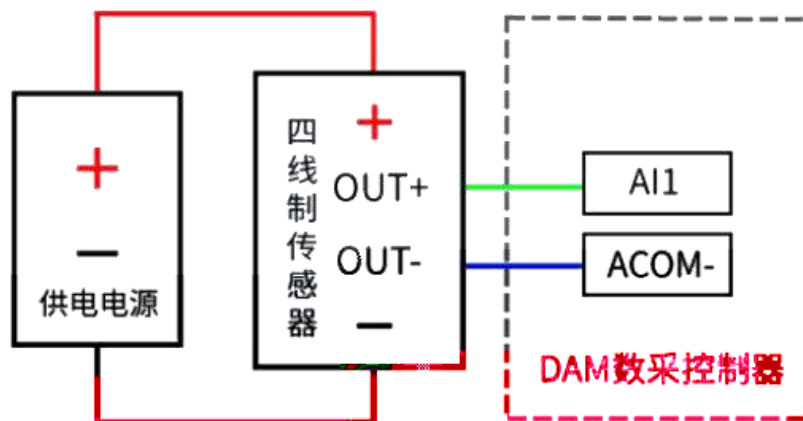 +
−
供电电源
四线制传感器
+
OUT+
OUT-
−
AI1
ACOM-
DAM数采控制器